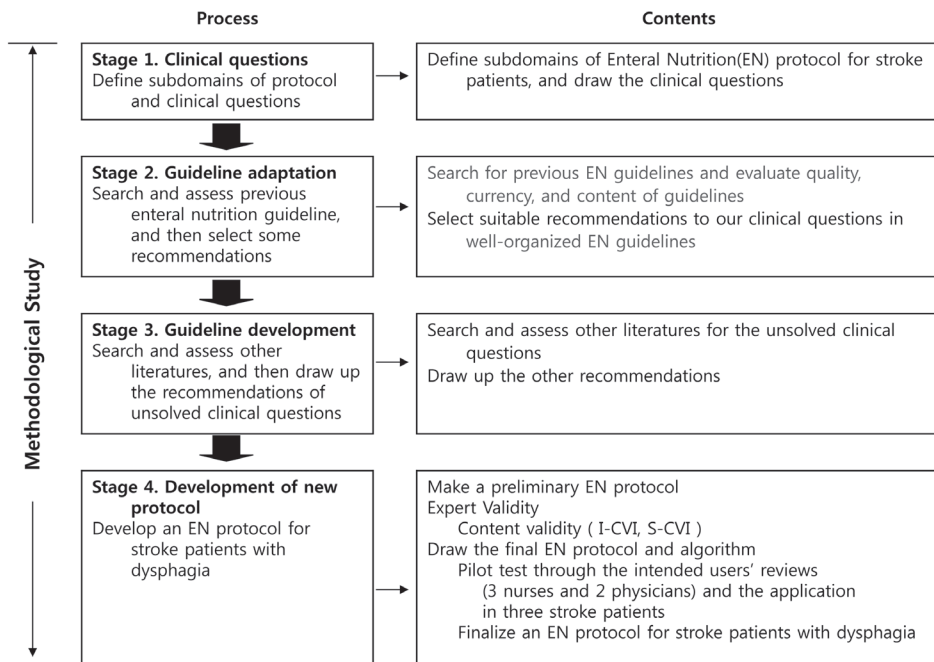 Process
Contents
Methodological Study
Stage 1. Clinical questions
Define subdomains of protocol
and clinical questions
Define subdomains of Enteral Nutrition(EN) protocol for stroke
patients, and draw the clinical questions
Stage 2. Guideline adaptation
Search and assess previous
enteral nutrition guideline,
and then select some
recommendations
Search for previous EN guidelines and evaluate quality,
currency, and content of guidelines
Select suitable recommendations to our clinical questions in
well-organized EN guidelines
Stage 3. Guideline development
Search and assess other
literatures, and then draw up
the recommendations of
unsolved clinical questions
Search and assess other literatures for the unsolved clinical
questions
Draw up the other recommendations
Stage 4. Development of new
protocol
Develop an EN protocol for
stroke patients with
dysphagia
Make a preliminary EN protocol
Expert Validity
Content validity ( I-CVI, S-CVI )
Draw the final EN protocol and algorithm
Pilot test through the intended users' reviews
(3 nurses and 2 physicians) and the application
in three stroke patients
Finalize an EN protocol for stroke patients with dysphagia